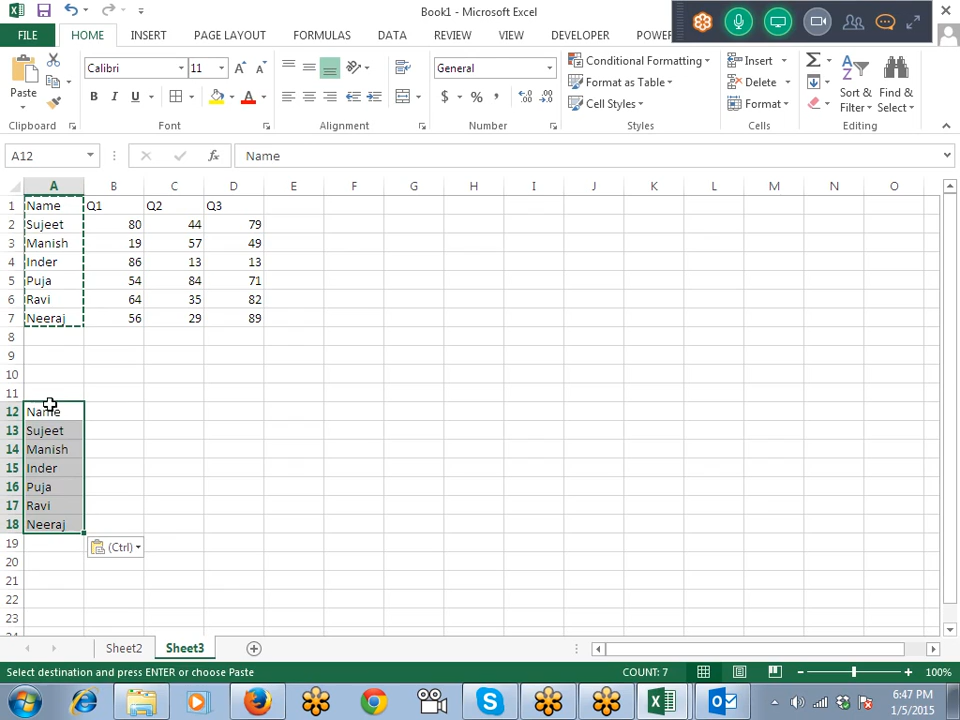 Book1 - Microsoft Excel
FILE HOME INSERT PAGE LAYOUT FORMULAS DATA REVIEW VIEW DEVELOPER POWER
Paste
Calibri 11
B I U
General
$ % ,
Conditional Formatting
Format as Table
Cell Styles
Insert
Delete
Format
Sort & Filter
Find & Select
Clipboard Font Alignment Number Styles Cells Editing
A12 fx Name
A B C D E F G H I J K L M N O
1 Name Q1 Q2 Q3
2 Sujeet 80 44 79
3 Manish 19 57 49
4 Inder 86 13 13
5 Puja 54 84 71
6 Ravi 64 35 82
7 Neeraj 56 29 89
8
9
10
11
12 Name
13 Sujeet
14 Manish
15 Inder
16 Puja
17 Ravi
18 Neeraj
19 (Ctrl)
20
21
22
23
24
Sheet2 Sheet3
Select destination and press ENTER or choose Paste COUNT: 7 100%
6:47 PM
1/5/2015